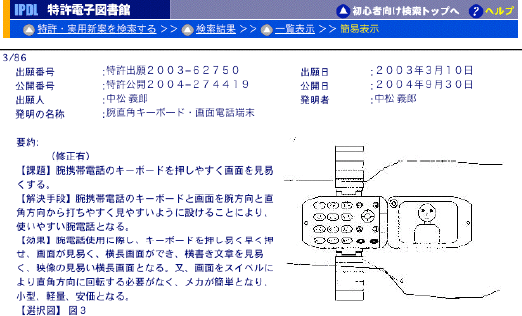 IPDL 特許電子図書館
初心者向け検索トップへ ? ヘルプ
特許・実用新案を検索する >> 検索結果 >> 一覧表示 >> 簡易表示
3/86
出願番号 :特許出願2003-62750 出願日 :2003年3月10日
公開番号 :特許公開2004-274419 公開日 :2004年9月30日
出願人 :中松 義郎 発明者 :中松 義郎
発明の名称 :腕直角キーボード・画面電話端末
要約:
(修正有)
【課題】腕携帯電話のキーボードを押しやすく画面を見易
くする。
【解決手段】腕携帯電話のキーボードと画面を腕方向と直
角方向から打ちやすく見やすいように設けることにより、
使いやすい腕電話となる。
【効果】腕電話使用に際し、キーボードを押し易く早く押
せ、画面が見易く、横長画面ができ、横書き文章を見易
く、映像の見易い横長画面となる。又、画面をスイベルに
より直角方向に回転する必要がなく、メカが簡単となり、
小型、軽量、安価となる。
【選択図】 図3